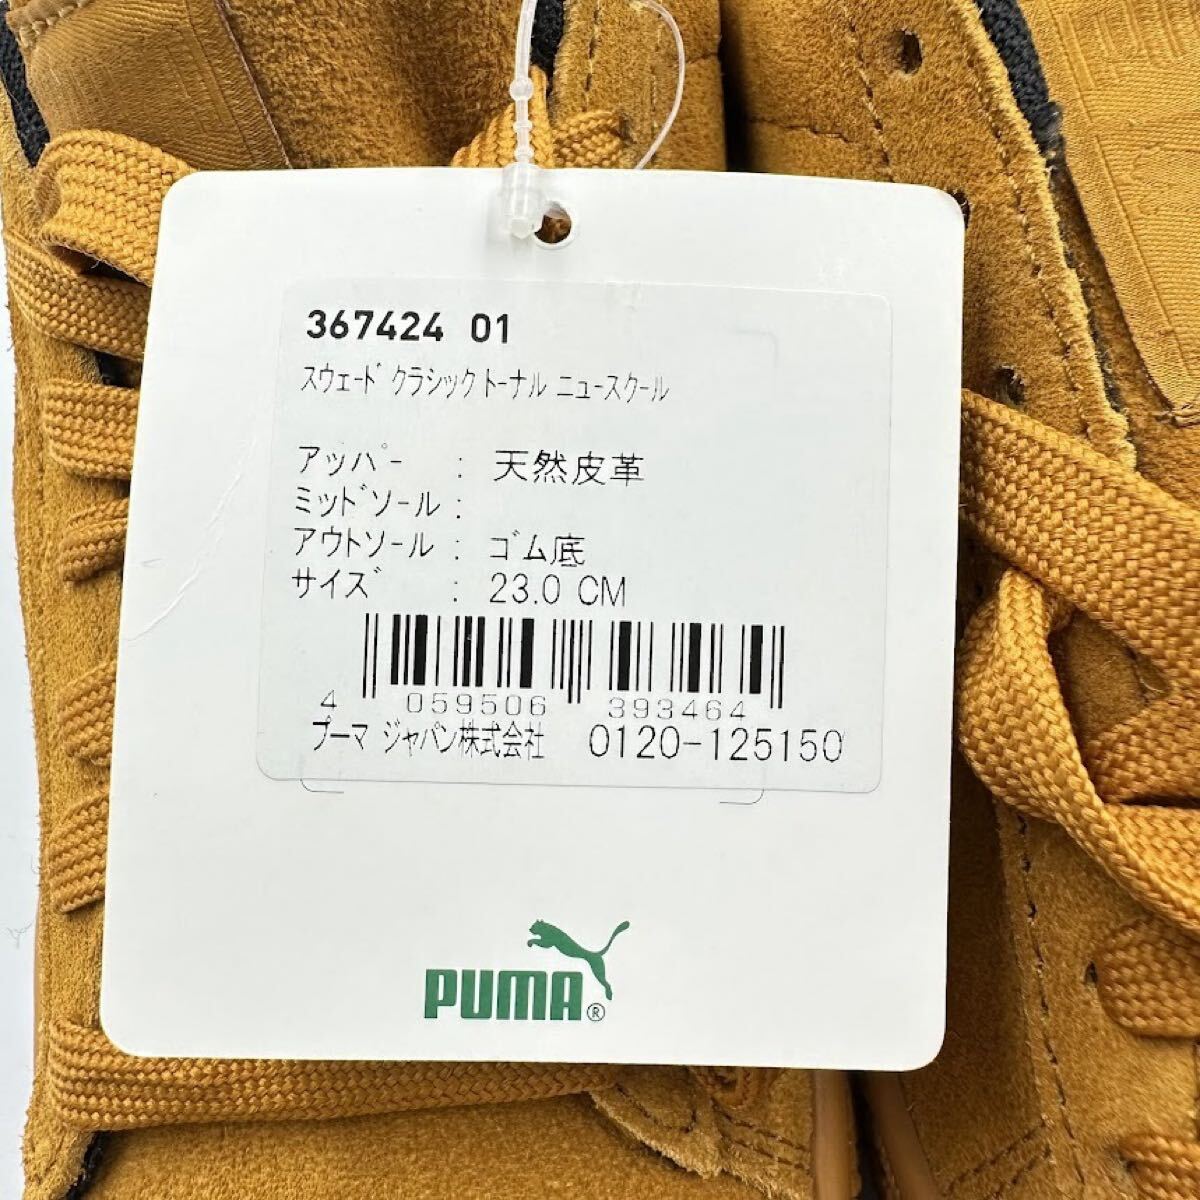 367424 01
スウェード クラシック トーナル ニュースクール
アッパー : 天然皮革
ミッドソール :
アウトソール : ゴム底
サイズ : 23.0 CM
4 059506 393464
プーマ ジャパン株式会社 0120-125150
PUMA®